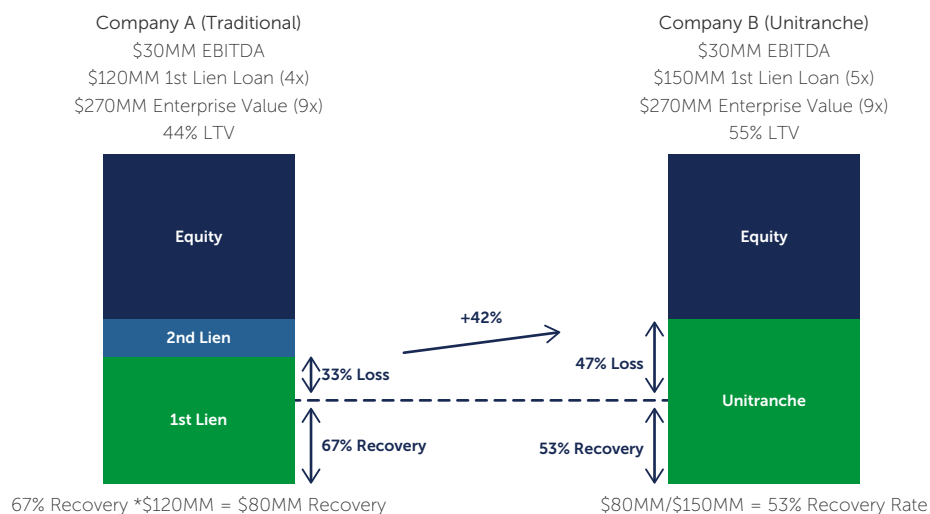 Company A (Traditional)
$30MM EBITDA
$120MM 1st Lien Loan (4x)
$270MM Enterprise Value (9x)
44% LTV
Company B (Unitranche)
$30MM EBITDA
$150MM 1st Lien Loan (5x)
$270MM Enterprise Value (9x)
55% LTV
Equity
2nd Lien
1st Lien
33% Loss
67% Recovery
+42%
47% Loss
53% Recovery
Equity
Unitranche
67% Recovery *$120MM = $80MM Recovery
$80MM/$150MM = 53% Recovery Rate